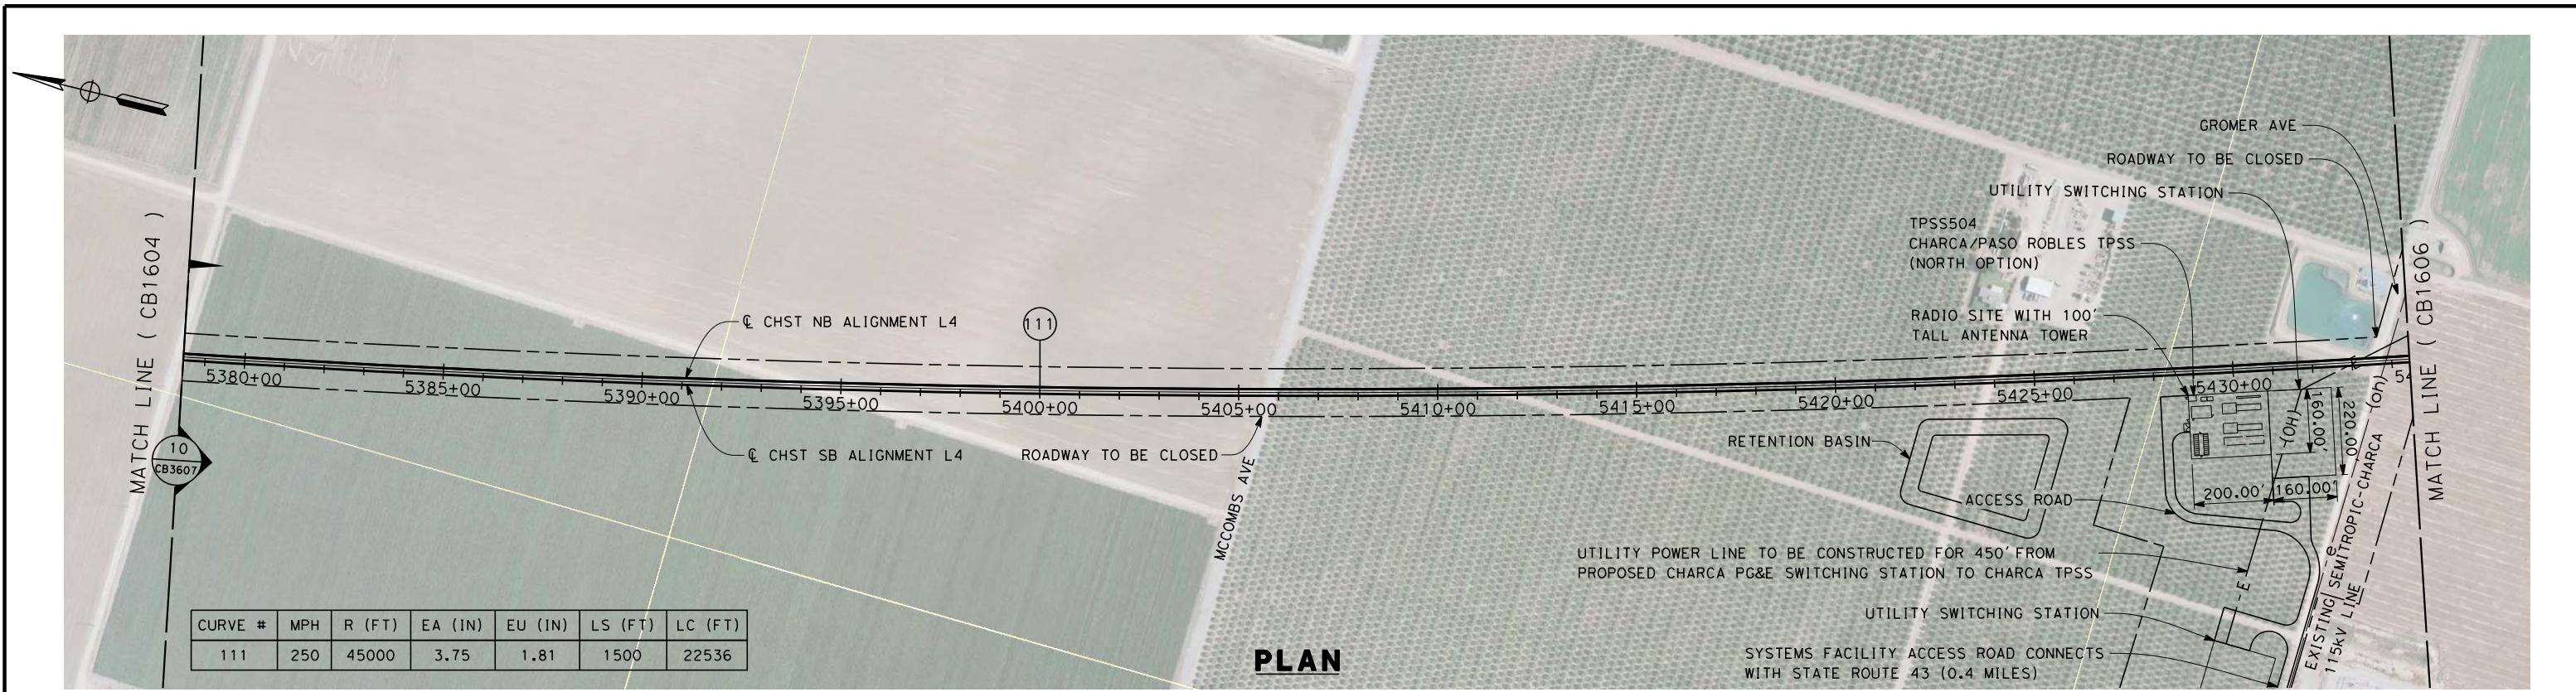 MATCH LINE ( CB1604 )
10
CB3607
℄ CHST NB ALIGNMENT L4
℄ CHST SB ALIGNMENT L4
111
5380+00
5385+00
5390+00
5395+00
5400+00
5405+00
5410+00
5415+00
5420+00
5425+00
5430+00
ROADWAY TO BE CLOSED
MCCOMBS AVE
GROMER AVE
ROADWAY TO BE CLOSED
UTILITY SWITCHING STATION
TPSS504
CHARCA/PASO ROBLES TPSS
(NORTH OPTION)
RADIO SITE WITH 100'
TALL ANTENNA TOWER
RETENTION BASIN
ACCESS ROAD
200.00'
160.00'
160.00'
220.00'
(OH)
(oh)
E
E
e
UTILITY POWER LINE TO BE CONSTRUCTED FOR 450' FROM
PROPOSED CHARCA PG&E SWITCHING STATION TO CHARCA TPSS
UTILITY SWITCHING STATION
SYSTEMS FACILITY ACCESS ROAD CONNECTS
WITH STATE ROUTE 43 (0.4 MILES)
EXISTING SEMITROPIC-CHARCA
115kV LINE
MATCH LINE ( CB1606 )
CURVE # MPH R (FT) EA (IN) EU (IN) LS (FT) LC (FT)
111 250 45000 3.75 1.81 1500 22536
PLAN